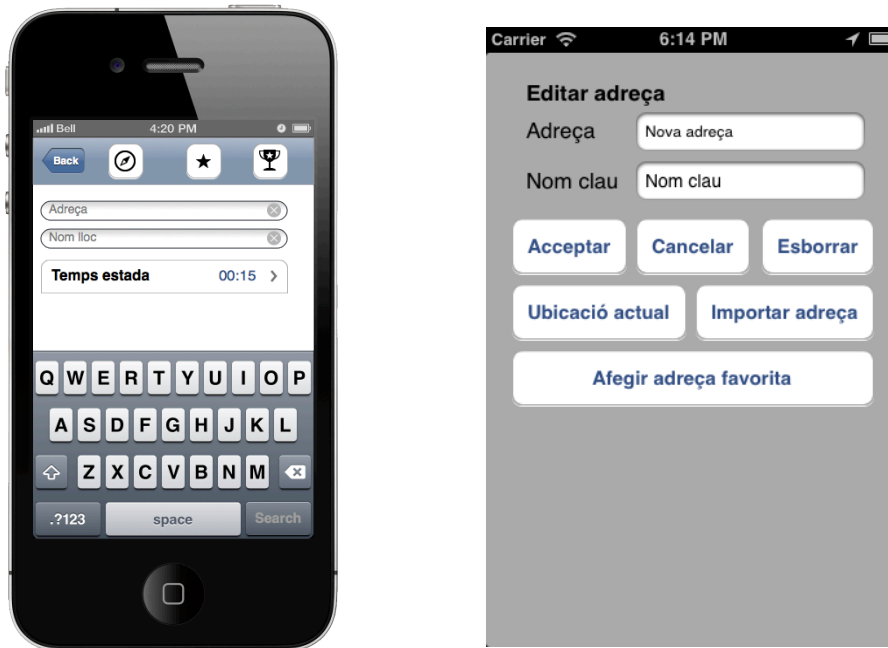 Bell 4:20 PM
Back
Adreça
Nom lloc
Temps estada 00:15
Q W E R T Y U I O P
A S D F G H J K L
Z X C V B N M
.?123 space Search
Carrier 6:14 PM
Editar adreça
Adreça Nova adreça
Nom clau Nom clau
Acceptar Cancelar Esborrar
Ubicació actual Importar adreça
Afegir adreça favorita